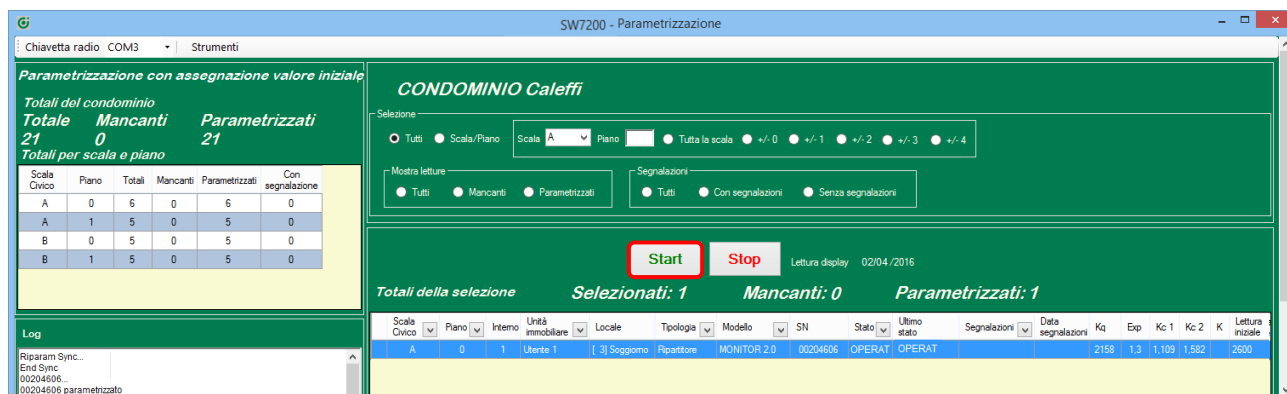 SW7200 - Parametrizzazione
Chiavetta radio COM3 Strumenti
Parametrizzazione con assegnazione valore iniziale
Totali del condominio
Totale Mancanti Parametrizzati
21 0 21
Totali per scala e piano
Scala Civico Piano Totali Mancanti Parametrizzati Con segnalazione
A 0 6 0 6 0
A 1 5 0 5 0
B 0 5 0 5 0
B 1 5 0 5 0
Log
Riparam Sync...
End Sync
00204606...
00204606 parametrizzato
CONDOMINIO Caleffi
Selezione
Tutti Scala/Piano Scala A Piano Tutta la scala +/- 0 +/- 1 +/- 2 +/- 3 +/- 4
Mostra letture
Tutti Mancanti Parametrizzati
Segnalazioni
Tutti Con segnalazioni Senza segnalazioni
Start Stop Lettura display 02/04/2016
Totali della selezione Selezionati: 1 Mancanti: 0 Parametrizzati: 1
Scala Civico Piano Interno Unità immobiliare Locale Tipologia Modello SN Stato Ultimo stato Segnalazioni Data segnalazioni Kq Exp Kc 1 Kc 2 K Lettura iniziale
A 0 1 Utente 1 [ 3] Soggiorno Ripartitore MONITOR 2.0 00204606 OPERAT OPERAT 2158 1,3 1,109 1,582 2600